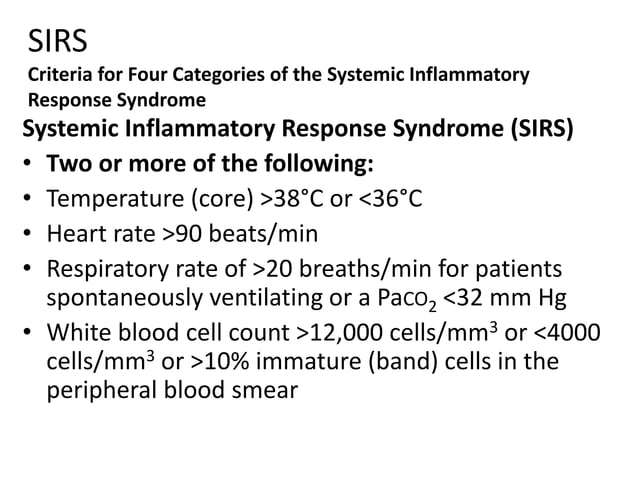 SIRS
Criteria for Four Categories of the Systemic Inflammatory
Response Syndrome
Systemic Inflammatory Response Syndrome (SIRS)
• Two or more of the following:
• Temperature (core) >38°C or <36°C
• Heart rate >90 beats/min
• Respiratory rate of >20 breaths/min for patients
spontaneously ventilating or a PaCO₂ <32 mm Hg
• White blood cell count >12,000 cells/mm³ or <4000
cells/mm³ or >10% immature (band) cells in the
peripheral blood smear